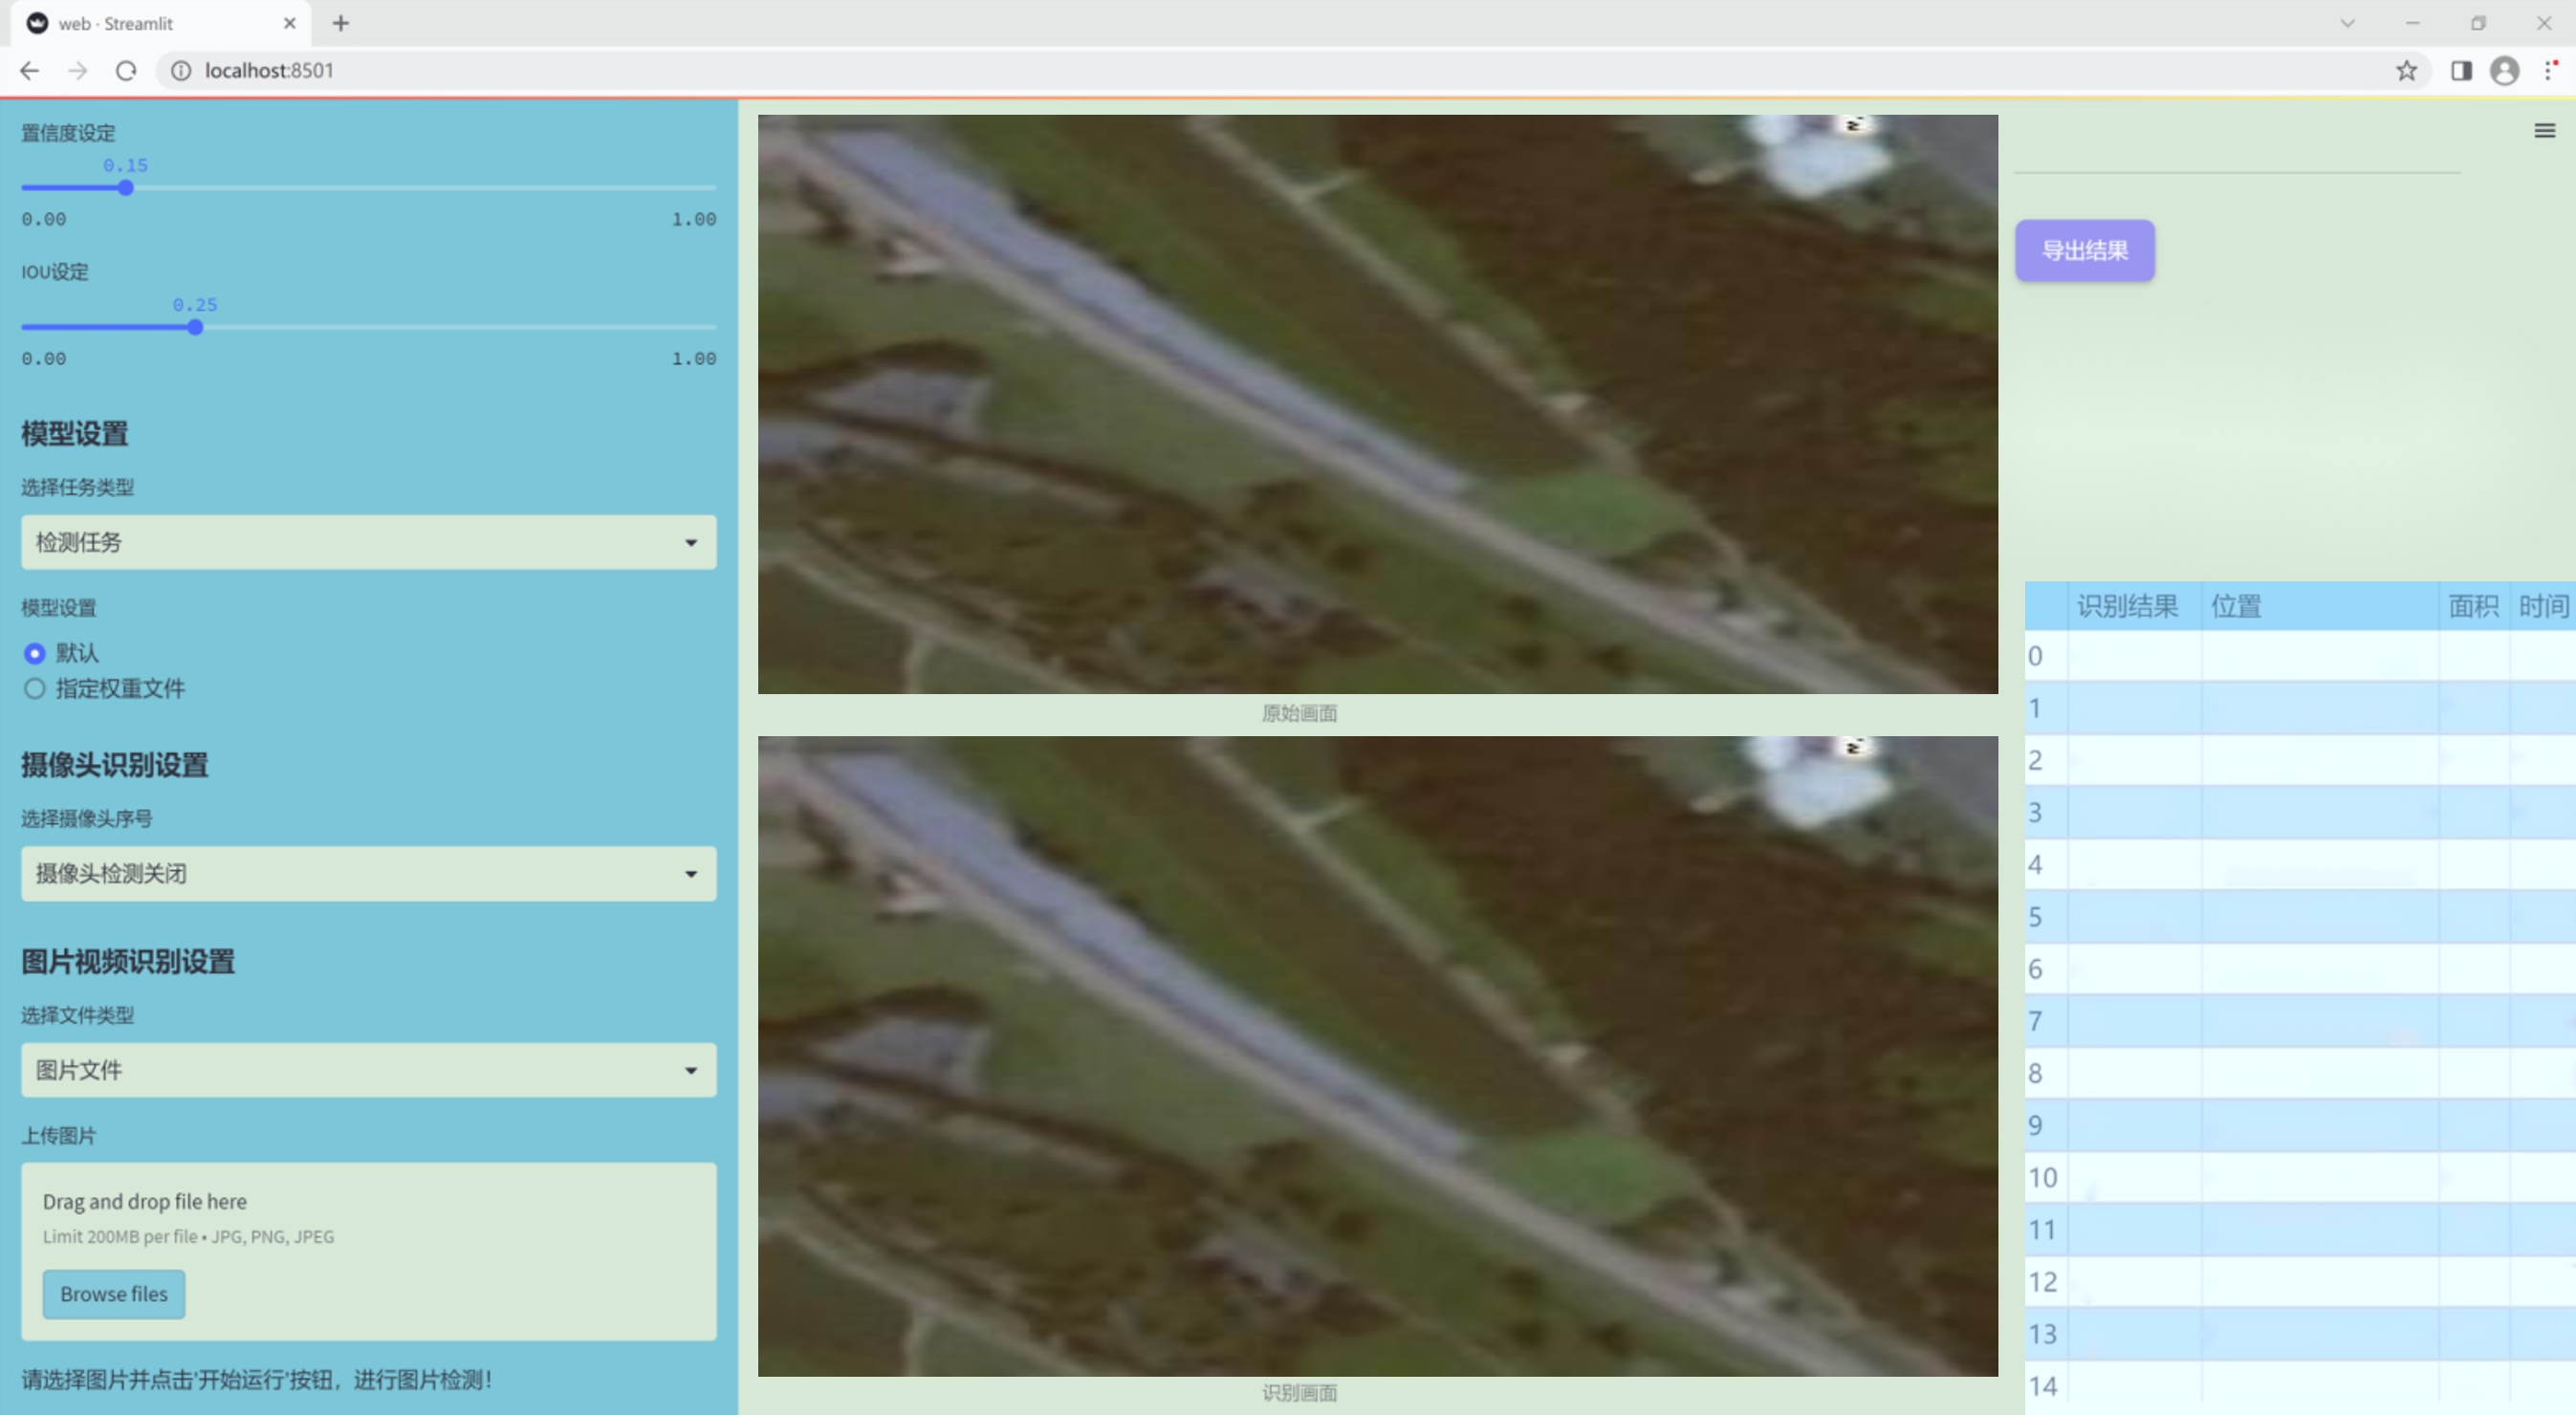 web · Streamlit
localhost:8501
置信度设定
0.15
0.00 1.00
IOU设定
0.25
0.00 1.00
模型设置
选择任务类型
检测任务
模型设置
默认
指定权重文件
摄像头识别设置
选择摄像头序号
摄像头检测关闭
图片视频识别设置
选择文件类型
图片文件
上传图片
Drag and drop file here
Limit 200MB per file • JPG, PNG, JPEG
Browse files
请选择图片并点击'开始运行'按钮，进行图片检测！
原始画面
识别画面
导出结果
识别结果 位置 面积 时间
0
1
2
3
4
5
6
7
8
9
10
11
12
13
14